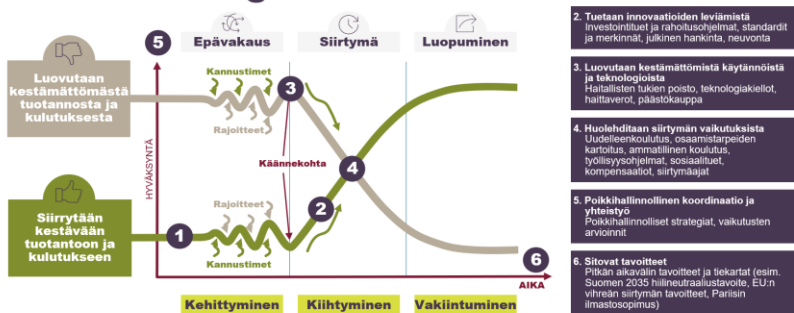 5
Epävakaus
Siirtymä
Luopuminen
Luovutaan
kestämättömästä
tuotannosta ja
kulutuksesta
Siirrytään
kestävään
tuotantoon ja
kulutukseen
HYVÄKSYNTÄ
Kannustimet
Rajoitteet
3
Käännekohta
4
1
2
Rajoitteet
Kannustimet
6
AIKA
Kehittyminen
Kiihtyminen
Vakiintuminen
2. Tuetaan innovaatioiden leviämistä
Investointituet ja rahoitusohjelmat, standardit
ja merkinnät, julkinen hankinta, neuvonta
3. Luovutaan kestämättömistä käytännöistä
ja teknologioista
Haitallisten tukien poisto, teknologiakiellot,
haittaverot, päästökauppa
4. Huolehditaan siirtymän vaikutuksista
Uudelleenkoulutus, osaamistarpeiden
kartoitus, ammatillinen koulutus,
työllisyysohjelmat, sosiaalituet,
kompensaatiot, siirtymäajat
5. Poikkihallinnollinen koordinaatio ja
yhteistyö
Poikkihallinnolliset strategiat, vaikutusten
arvioinnit
6. Sitovat tavoitteet
Pitkän aikavälin tavoitteet ja tiekartat (esim.
Suomen 2035 hiilineutraaliustavoite, EU:n
vihreän siirtymän tavoitteet, Pariisin
ilmastosopimus)